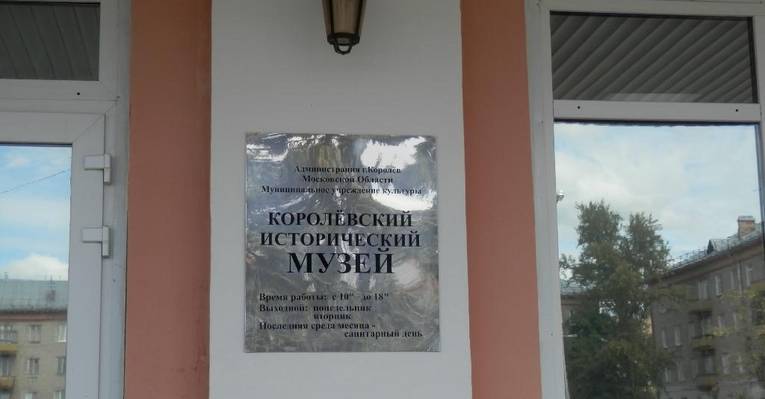 Администрация г.Королёв
Московской Области
Муниципальное учреждение культуры
КОРОЛЁВСКИЙ
ИСТОРИЧЕСКИЙ
МУЗЕЙ
Время работы: с 10°° до 18°°
Выходной: понедельник
вторник
Последняя среда месяца -
санитарный день